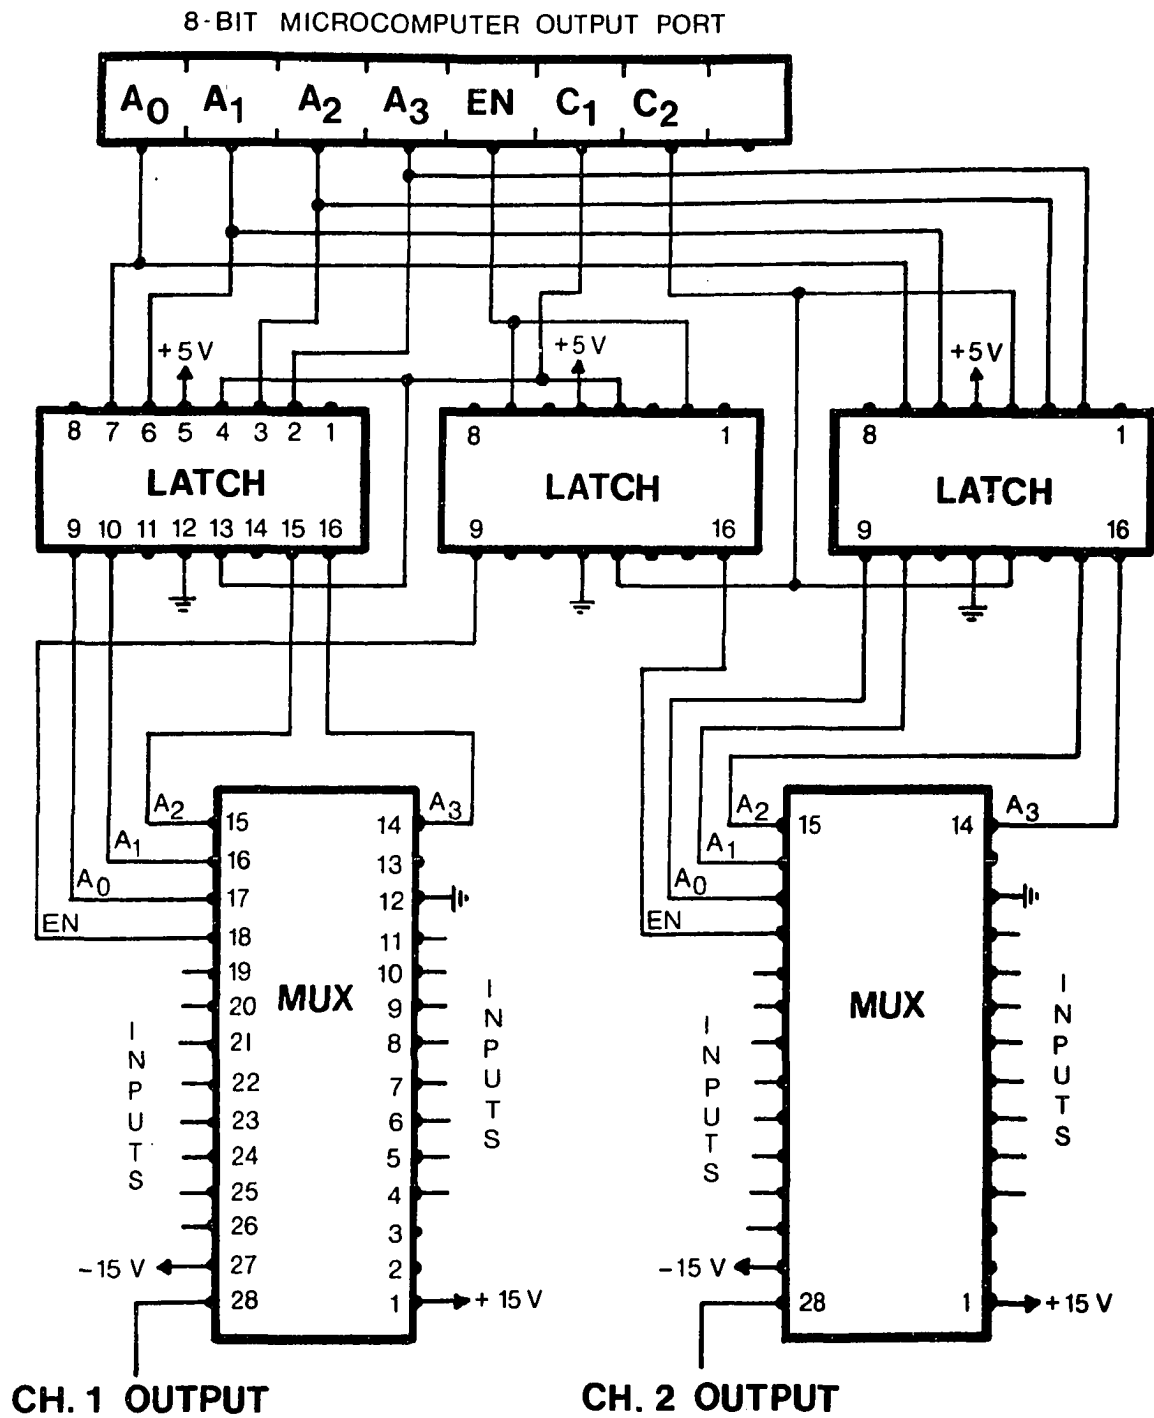 8-BIT MICROCOMPUTER OUTPUT PORT
A0 A1 A2 A3 EN C1 C2
+5V +5V +5V
8 7 6 5 4 3 2 1
LATCH
9 10 11 12 13 14 15 16
8 1
LATCH
9 16
8 1
LATCH
9 16
A2
A1
A0
EN
A3
15 14
16 13
17 12
18 11
19 10
20 9
21 8
22 7
23 6
24 5
25 4
26 3
27 2
28 1
MUX
INPUTS
INPUTS
-15 V
+ 15 V
CH. 1 OUTPUT
A2
A1
A0
EN
A3
15 14
MUX
INPUTS
INPUTS
-15 V
28 1
+15 V
CH. 2 OUTPUT